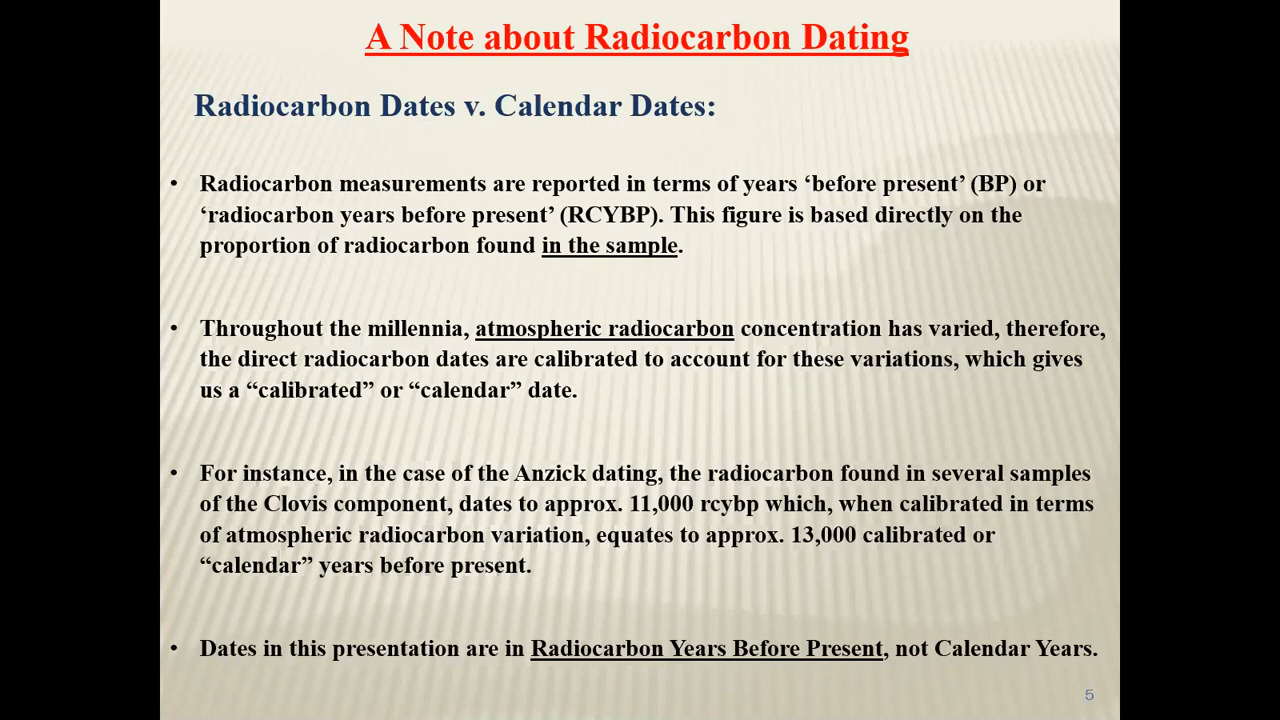 A Note about Radiocarbon Dating
Radiocarbon Dates v. Calendar Dates:
• Radiocarbon measurements are reported in terms of years ‘before present’ (BP) or
‘radiocarbon years before present’ (RCYBP). This figure is based directly on the
proportion of radiocarbon found in the sample.
• Throughout the millennia, atmospheric radiocarbon concentration has varied, therefore,
the direct radiocarbon dates are calibrated to account for these variations, which gives
us a “calibrated” or “calendar” date.
• For instance, in the case of the Anzick dating, the radiocarbon found in several samples
of the Clovis component, dates to approx. 11,000 rcybp which, when calibrated in terms
of atmospheric radiocarbon variation, equates to approx. 13,000 calibrated or
“calendar” years before present.
• Dates in this presentation are in Radiocarbon Years Before Present, not Calendar Years.
5